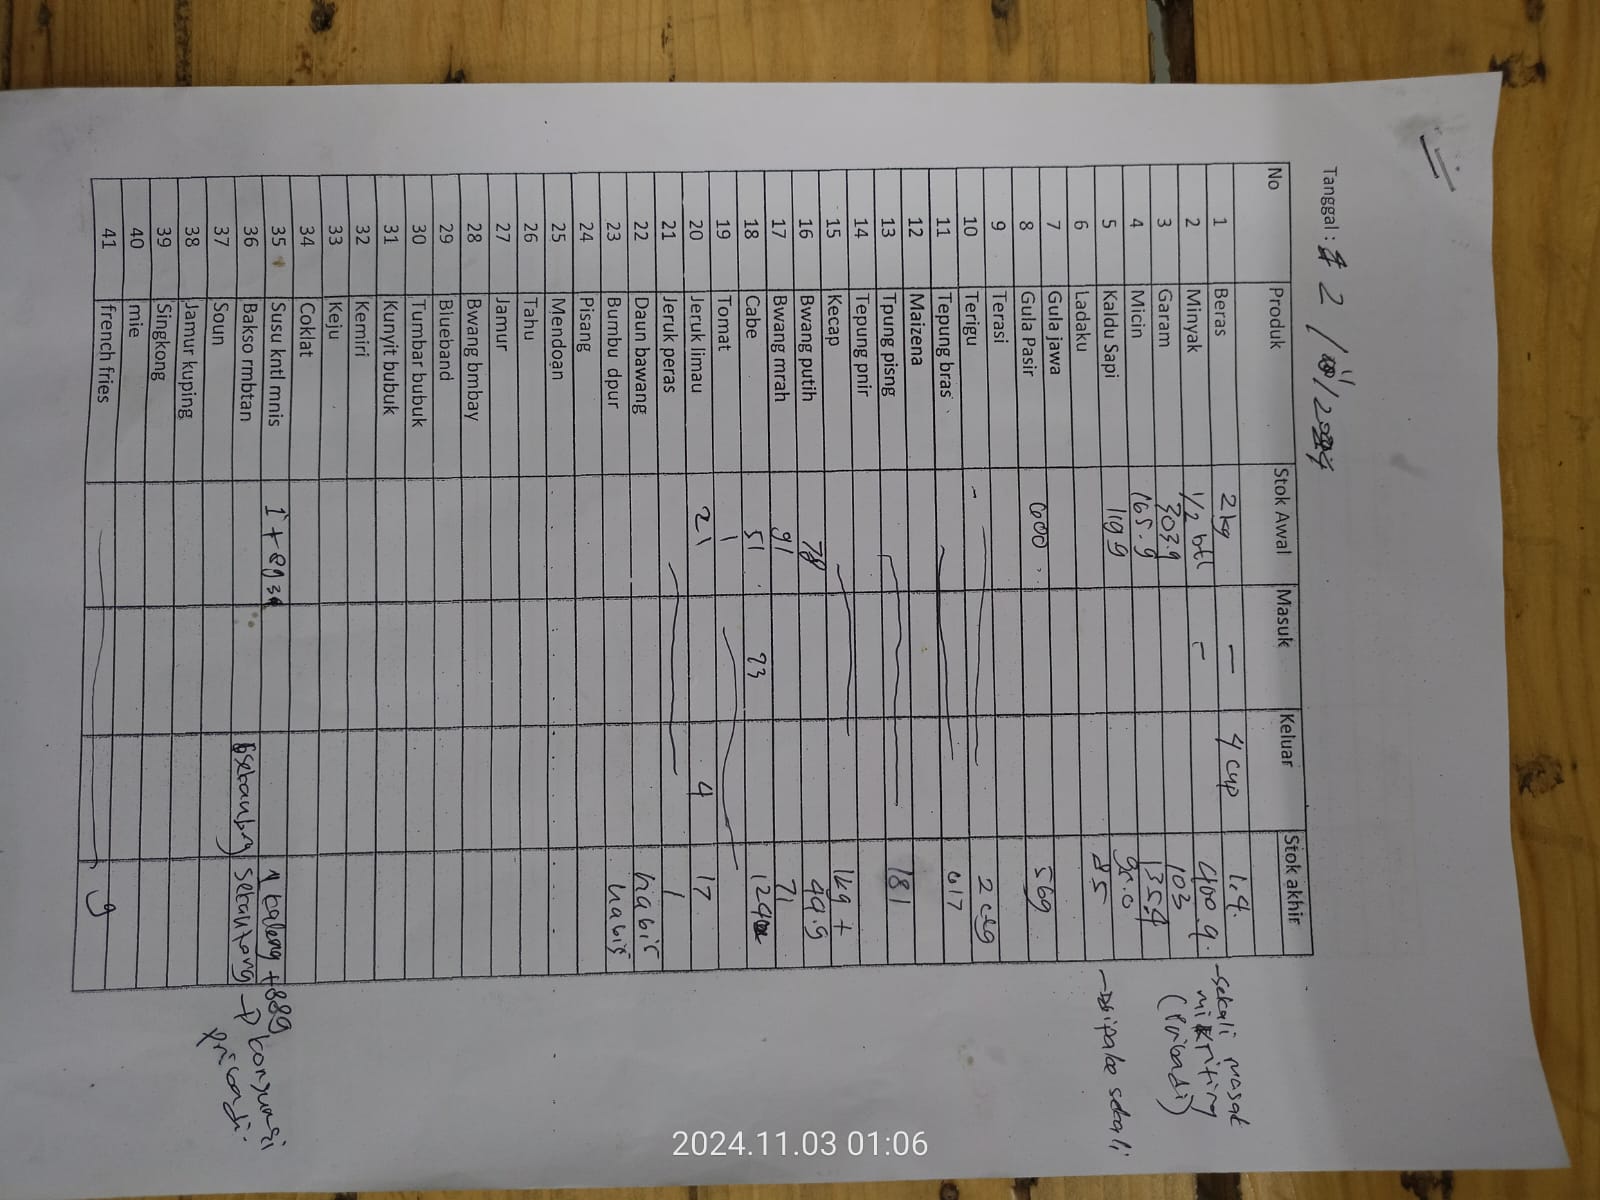 Tanggal : 2 / 11 / 2024
No Produk Stok Awal Masuk Keluar Stok akhir
1 Beras 2kg — 4 cup 1,4.
2 Minyak 1/2 btl - 400.g.
3 Garam 303.g 103
4 Micin 165.g 135.4
5 Kaldu Sapi 119 g 95.0
6 Ladaku 85
7 Gula jawa
8 Gula Pasir 600 569
9 Terasi
10 Terigu - 2
11 Tepung bras 617
12 Maizena
13 Tpung pisng 181
14 Tepung pnir
15 Kecap 1kg +
16 Bwang putih 78 49.9
17 Bwang mrah 91 71
18 Cabe 51 93 124
19 Tomat 1
20 Jeruk limau 21 4 17
21 Jeruk peras 1
22 Daun bawang habis
23 Bumbu dpur habis
24 Pisang
25 Mendoan
26 Tahu
27 Jamur
28 Bwang bmbay
29 Blueband
30 Tumbar bubuk
31 Kunyit bubuk
32 Kemiri
33 Keju
34 Coklat
35 Susu kntl mnis 1 + 893 1 kaleng + 889
36 Bakso rmbtan sekantong sekantong → konsumsi
pribadi.
37 Soun
38 Jamur kuping
39 Singkong
40 mie
41 french fries 9
- sekali masak
mi kriting
(Pribadi)
- dipake sekali
2024.11.03 01:06